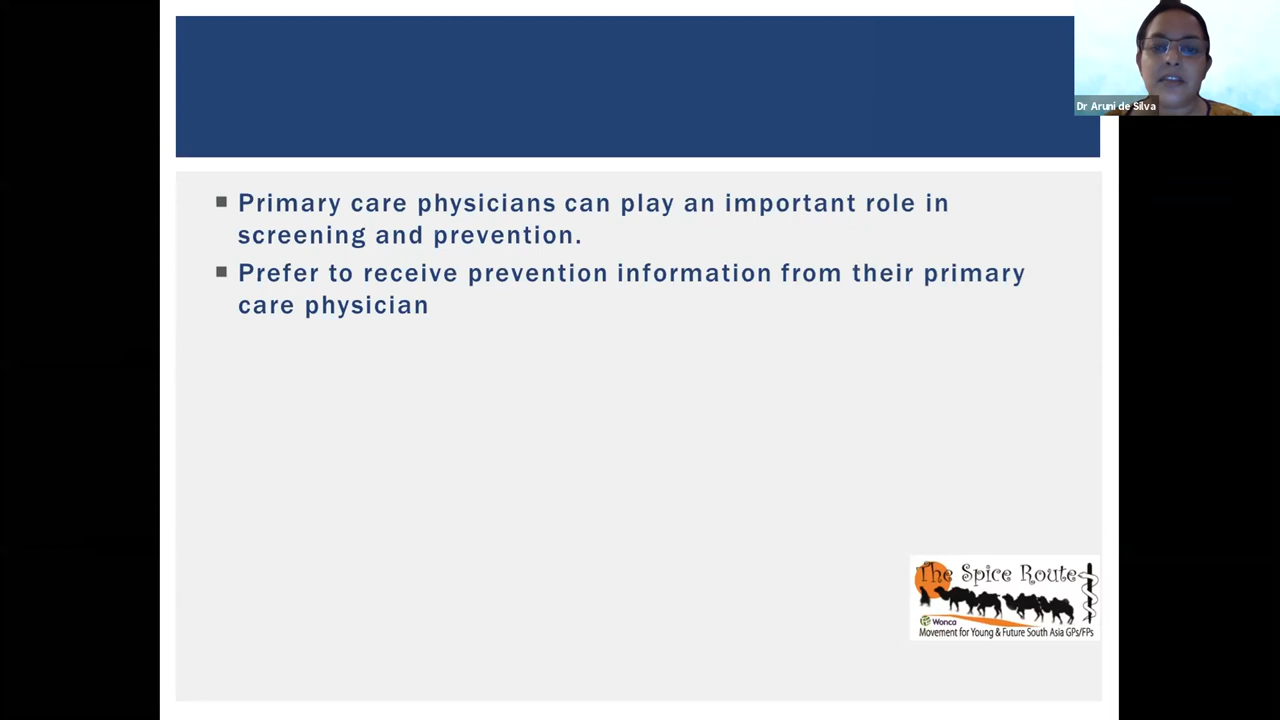 Dr Aruni de Silva
Primary care physicians can play an important role in
screening and prevention.
Prefer to receive prevention information from their primary
care physician
The Spice Route
Wonca
Movement for Young & Future South Asia GPs/FPs